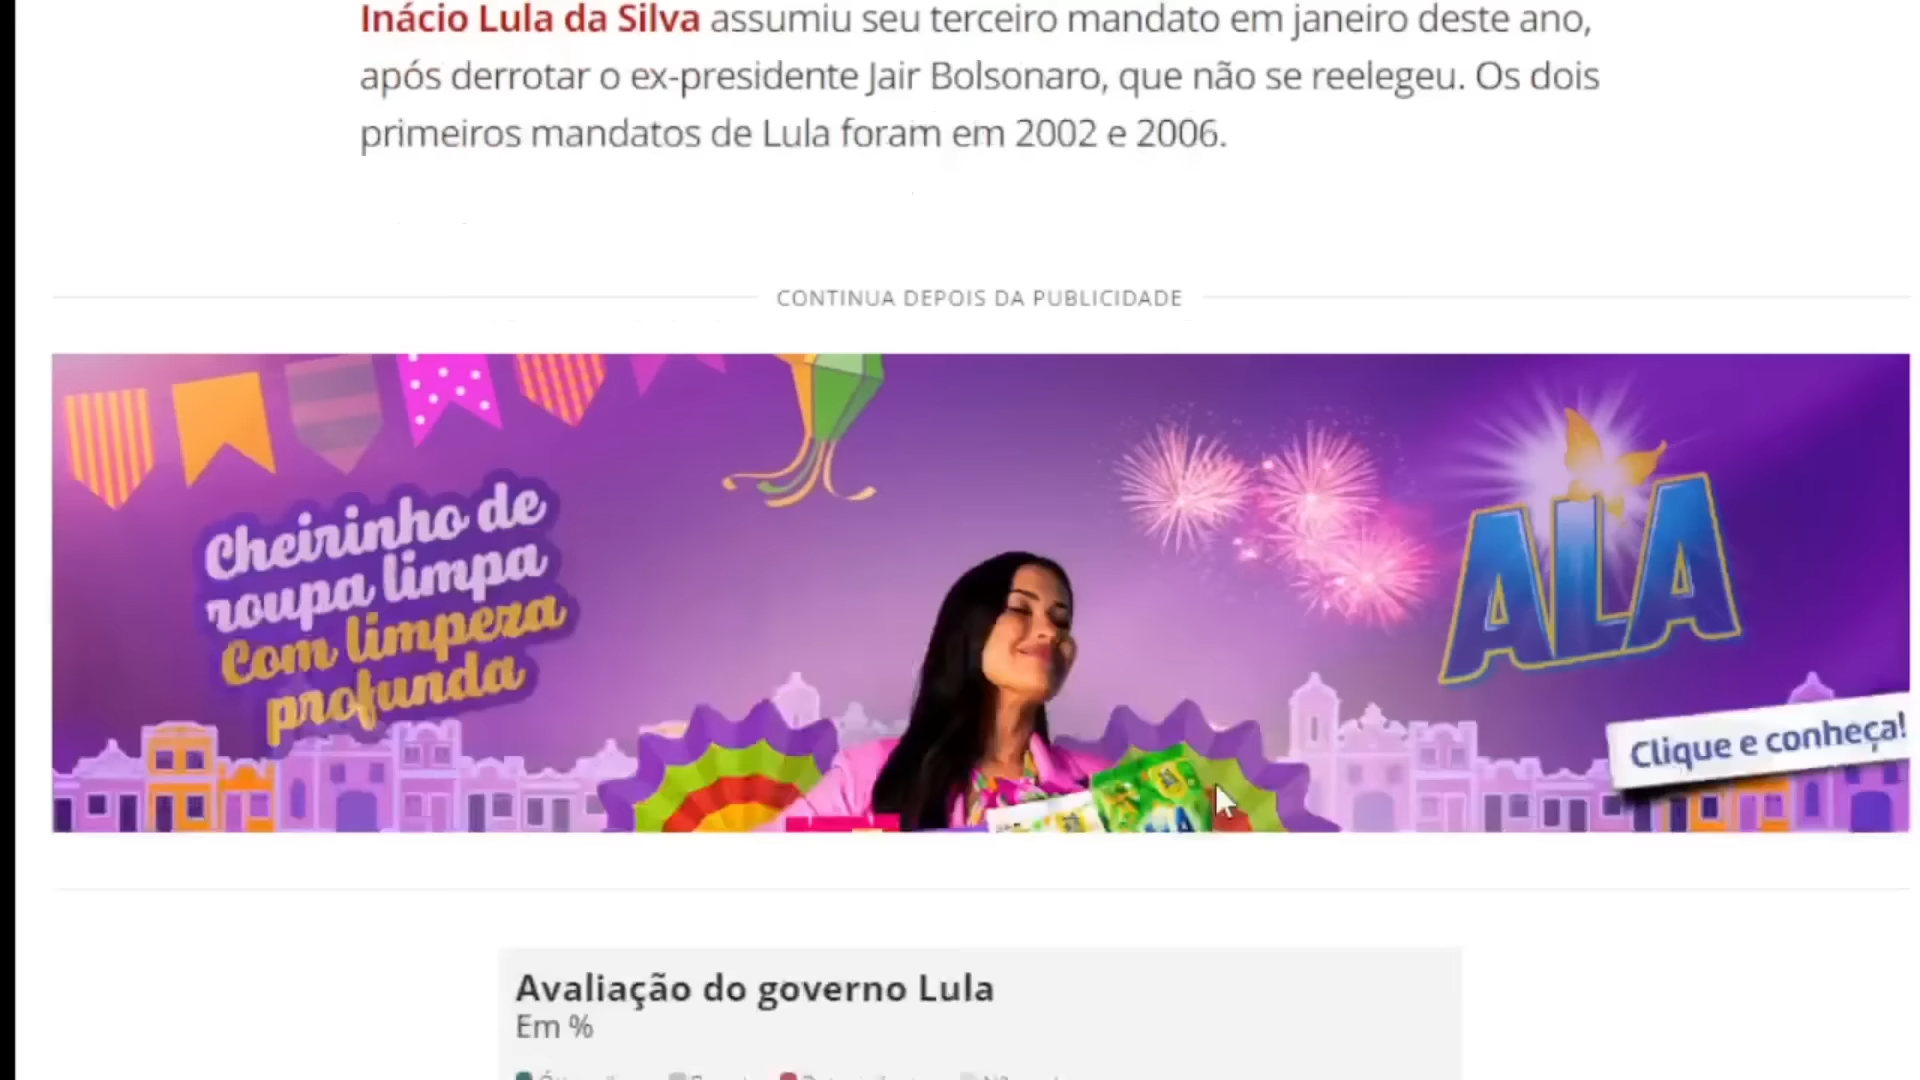 Inácio Lula da Silva assumiu seu terceiro mandato em janeiro deste ano,
após derrotar o ex-presidente Jair Bolsonaro, que não se reelegeu. Os dois
primeiros mandatos de Lula foram em 2002 e 2006.
CONTINUA DEPOIS DA PUBLICIDADE
Cheirinho de
roupa limpa
Com limpeza
profunda
ALA
Clique e conheça!
Avaliação do governo Lula
Em %